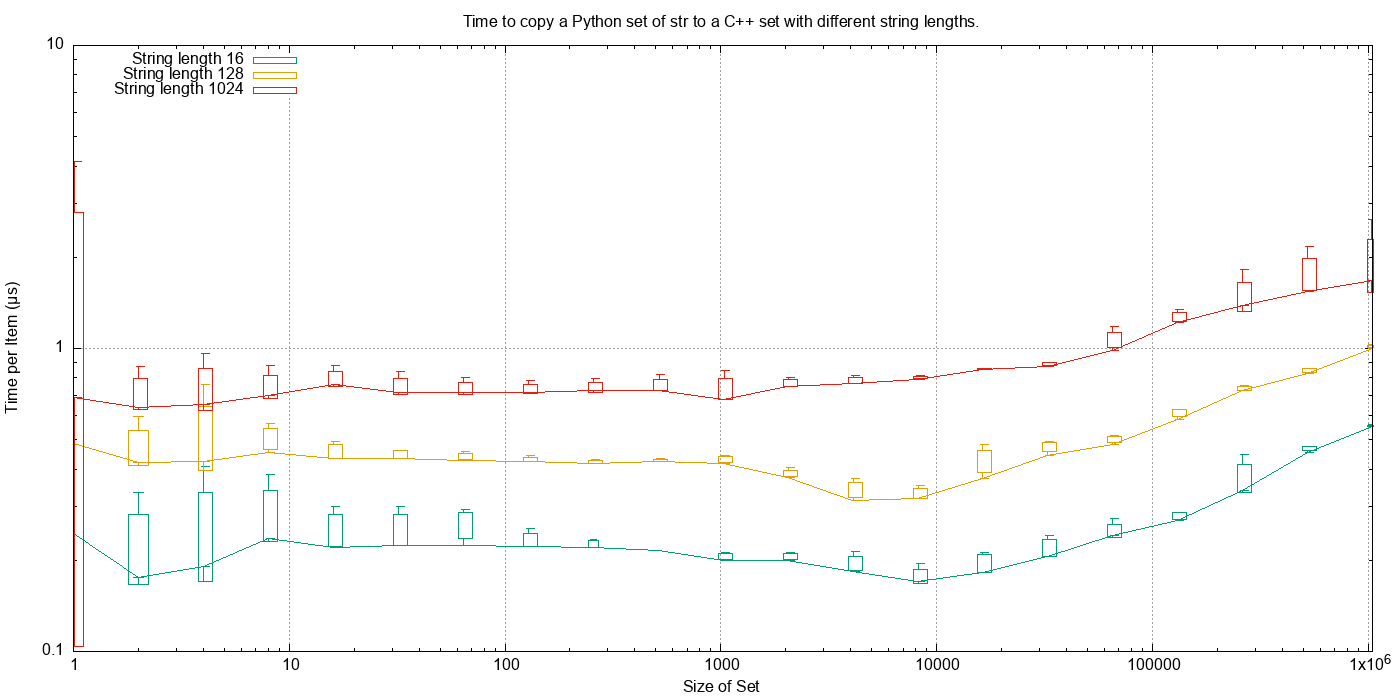 Time to copy a Python set of str to a C++ set with different string lengths.
10
String length 16
String length 128
String length 1024
Time per Item (µs)
1
0.1
1 10 100 1000 10000 100000 1x10⁶
Size of Set